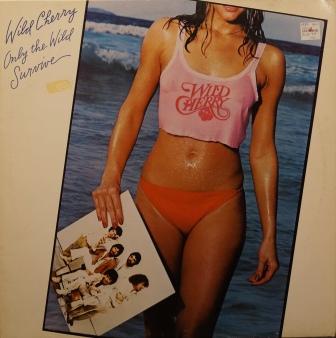 Wild Cherry
Only the Wild
Survive
WILD
CHERRY